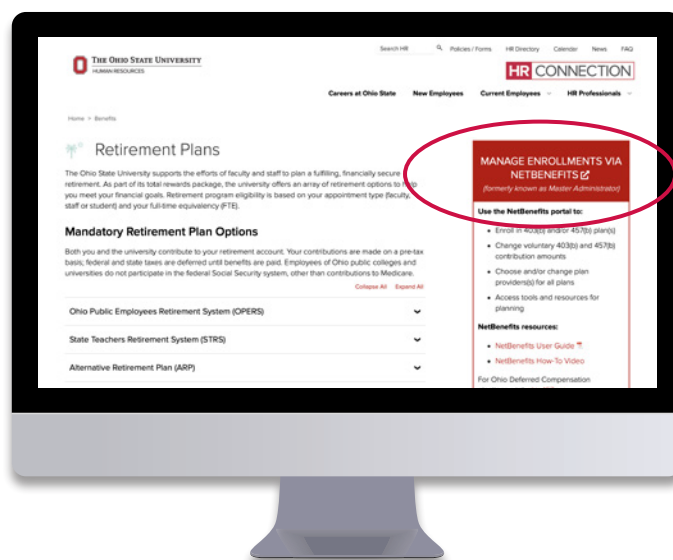 Search HR
Policies / Forms
HR Directory
Calendar
News
FAQ
THE OHIO STATE UNIVERSITY
HUMAN RESOURCES
HR CONNECTION
Careers at Ohio State
New Employees
Current Employees
HR Professionals
Home > Benefits
Retirement Plans
The Ohio State University supports the efforts of faculty and staff to plan a fulfilling, financially secure
retirement. As part of its total rewards package, the university offers an array of retirement options to help
you meet your financial goals. Retirement program eligibility is based on your appointment type (faculty,
staff or student) and your full-time equivalency (FTE).
Mandatory Retirement Plan Options
Both you and the university contribute to your retirement account. Your contributions are made on a pre-tax
basis; federal and state taxes are deferred until benefits are paid. Employees of Ohio public colleges and
universities do not participate in the federal Social Security system, other than contributions to Medicare.
Collapse All Expand All
Ohio Public Employees Retirement System (OPERS)
State Teachers Retirement System (STRS)
Alternative Retirement Plan (ARP)
MANAGE ENROLLMENTS VIA
NETBENEFITS
(formerly known as Master Administrator)
Use the NetBenefits portal to:
• Enroll in 403(b) and/or 457(b) plan(s)
• Change voluntary 403(b) and 457(b)
contribution amounts
• Choose and/or change plan
providers(s) for all plans
• Access tools and resources for
planning
NetBenefits resources:
• NetBenefits User Guide
• NetBenefits How-To Video
For Ohio Deferred Compensation